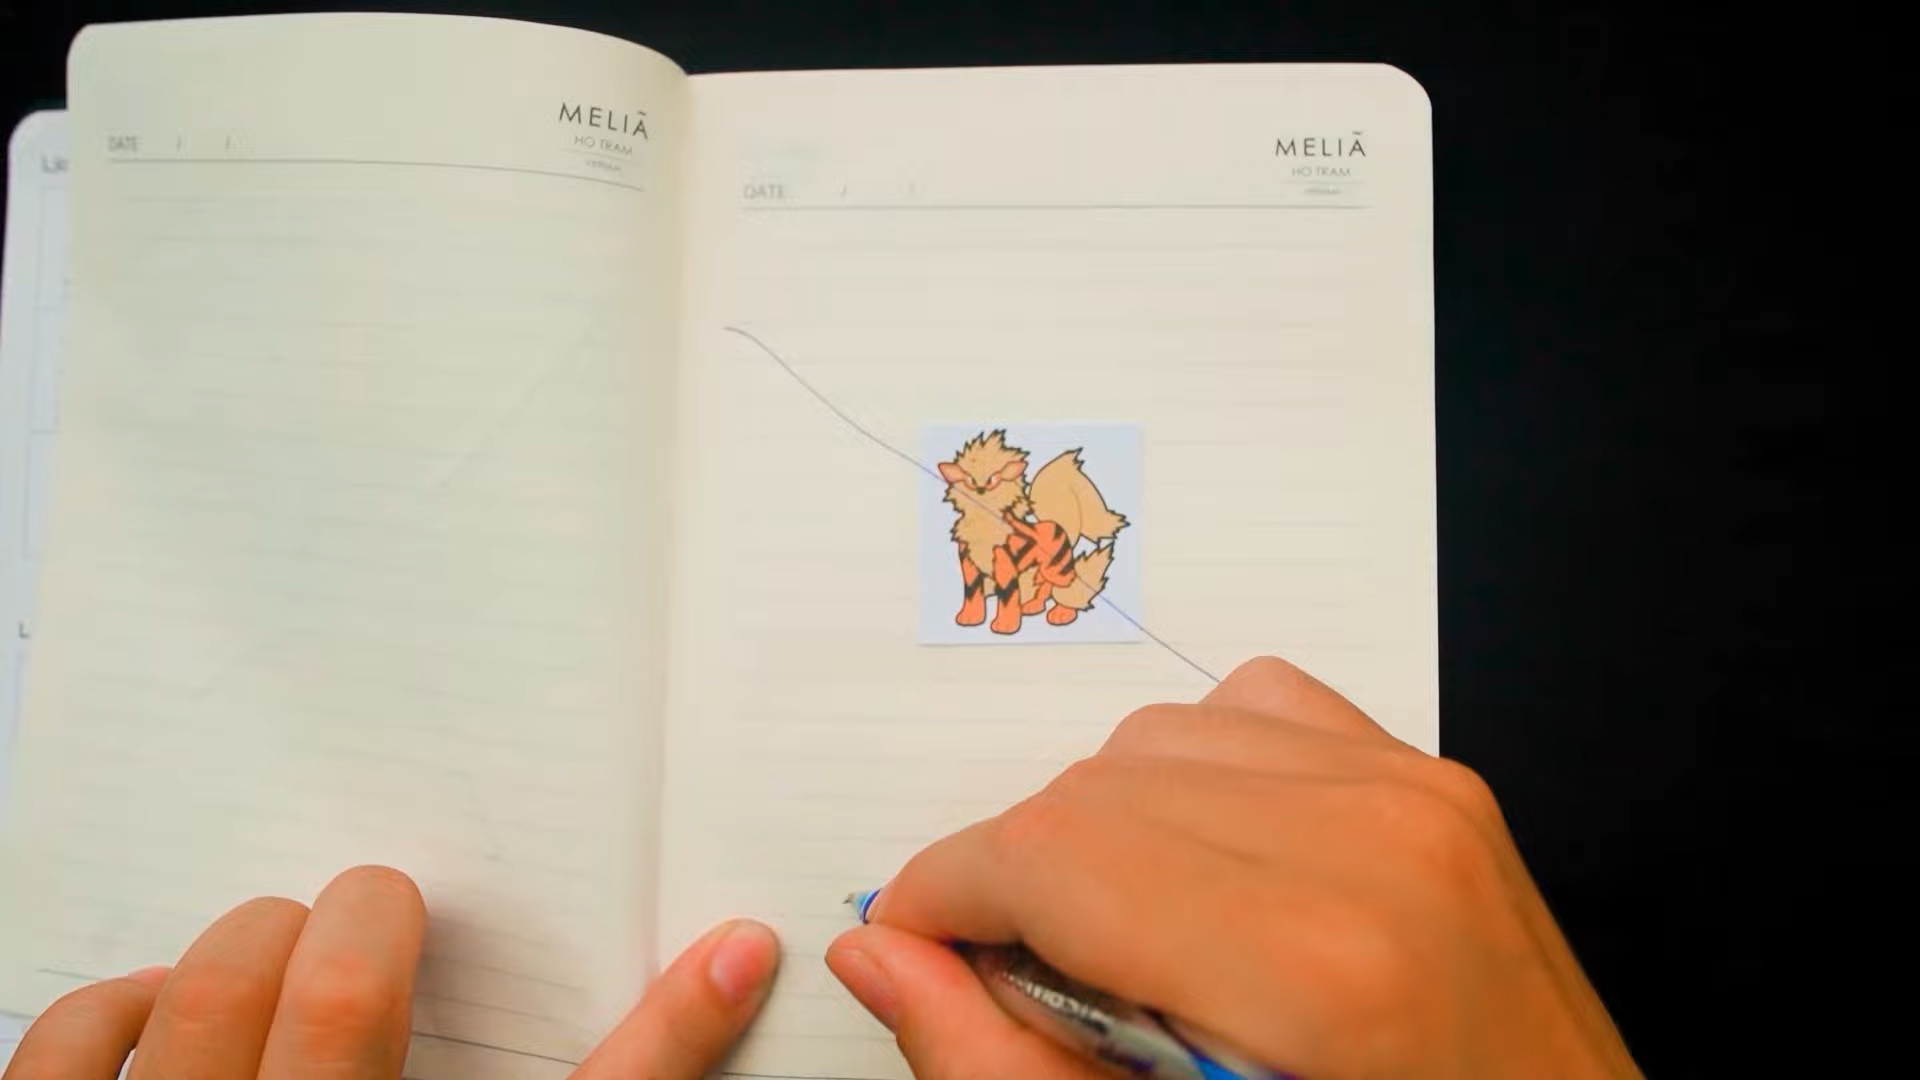 MELIÃ
HO TRAM
DATE / /
MELIÃ
HO TRAM
DATE / /